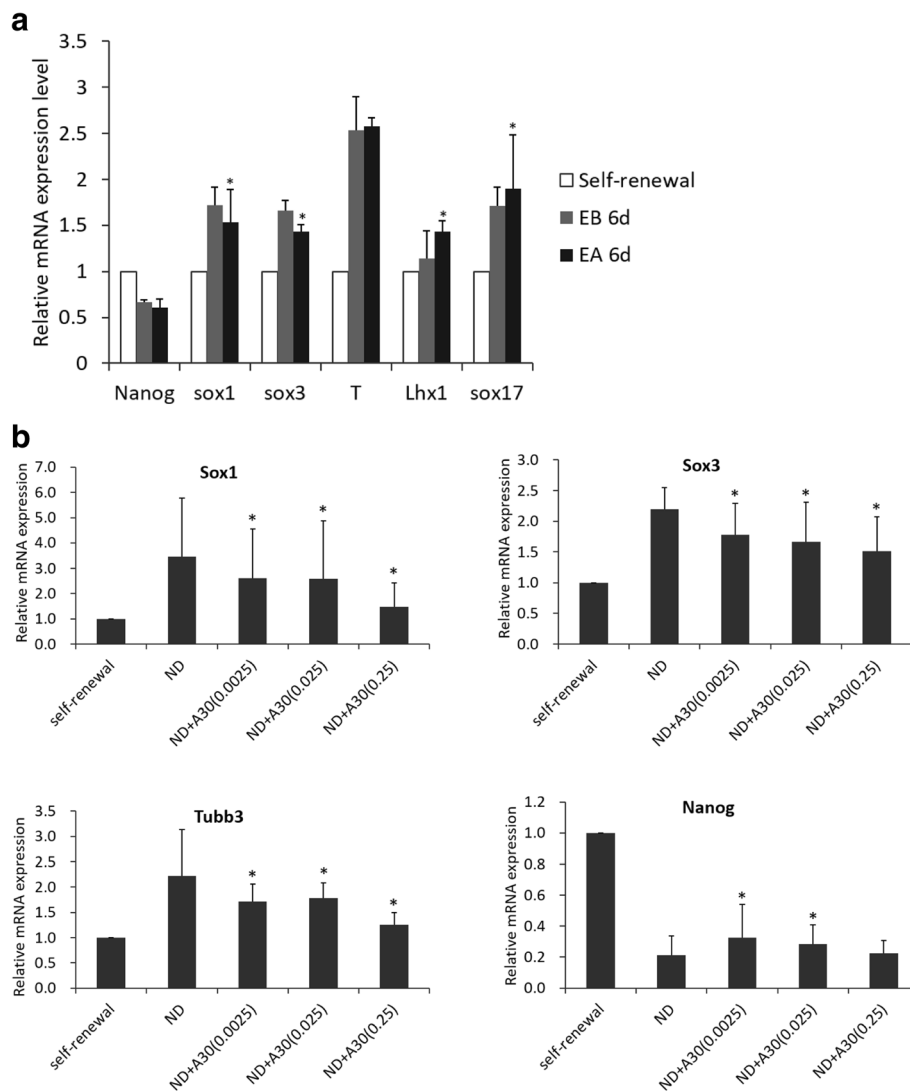 a
Relative mRNA expression level
3.5
3
2.5
2
1.5
1
0.5
0
* * * *
Nanog sox1 sox3 T Lhx1 sox17
Self-renewal
EB 6d
EA 6d
b
Sox1
Relative mRNA expression
7.0
6.0
5.0
4.0
3.0
2.0
1.0
0.0
* * *
self-renewal
ND
ND+A30(0.0025)
ND+A30(0.025)
ND+A30(0.25)
Sox3
Relative mRNA expression
3.0
2.5
2.0
1.5
1.0
0.5
0.0
* * *
self-renewal
ND
ND+A30(0.0025)
ND+A30(0.025)
ND+A30(0.25)
Tubb3
Relative mRNA expression
3.5
3.0
2.5
2.0
1.5
1.0
0.5
0.0
* * *
self-renewal
ND
ND+A30(0.0025)
ND+A30(0.025)
ND+A30(0.25)
Nanog
Relative mRNA expression
1.2
1.0
0.8
0.6
0.4
0.2
0.0
* *
self-renewal
ND
ND+A30(0.0025)
ND+A30(0.025)
ND+A30(0.25)